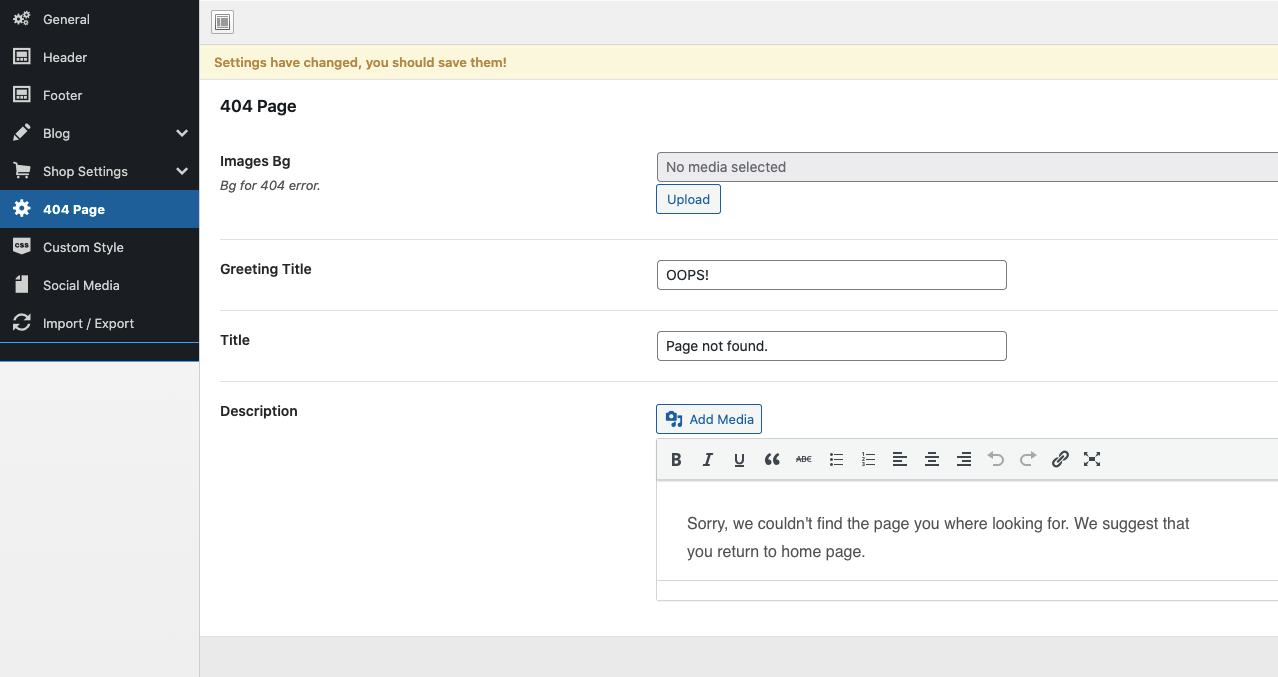 General
Header
Footer
Blog
Shop Settings
404 Page
Custom Style
Social Media
Import / Export
Settings have changed, you should save them!
404 Page
Images Bg
Bg for 404 error.
No media selected
Upload
Greeting Title
OOPS!
Title
Page not found.
Description
Add Media
B I U ABC
Sorry, we couldn't find the page you where looking for. We suggest that
you return to home page.